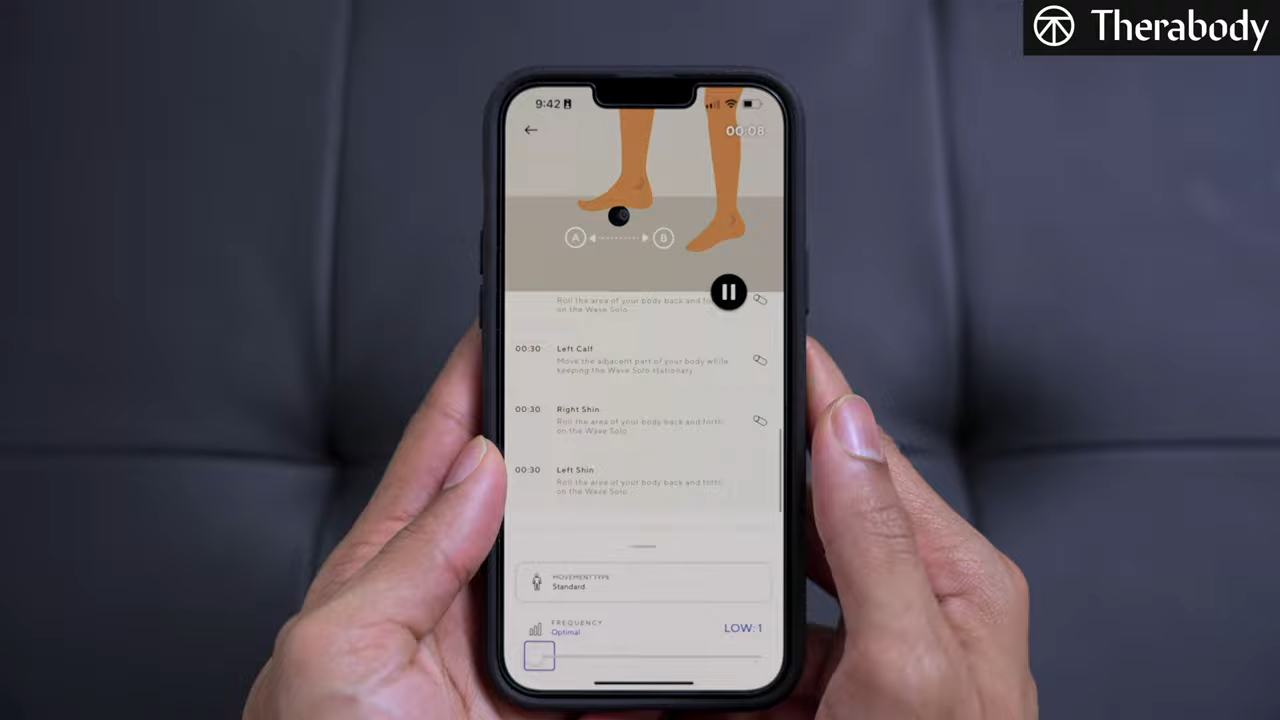 Therabody
9:42
00:08
A
B
Roll the area of your body back and
on the Wave Solo
00:30 Left Calf
Move the adjacent part of your body while
keeping the Wave Solo stationary
00:30 Right Shin
Roll the area of your body back and forth
on the Wave Solo
00:30 Left Shin
Roll the area of your body back and forth
on the Wave Solo
MOVEMENT TYPE
Standard
FREQUENCY
Optimal
LOW: 1